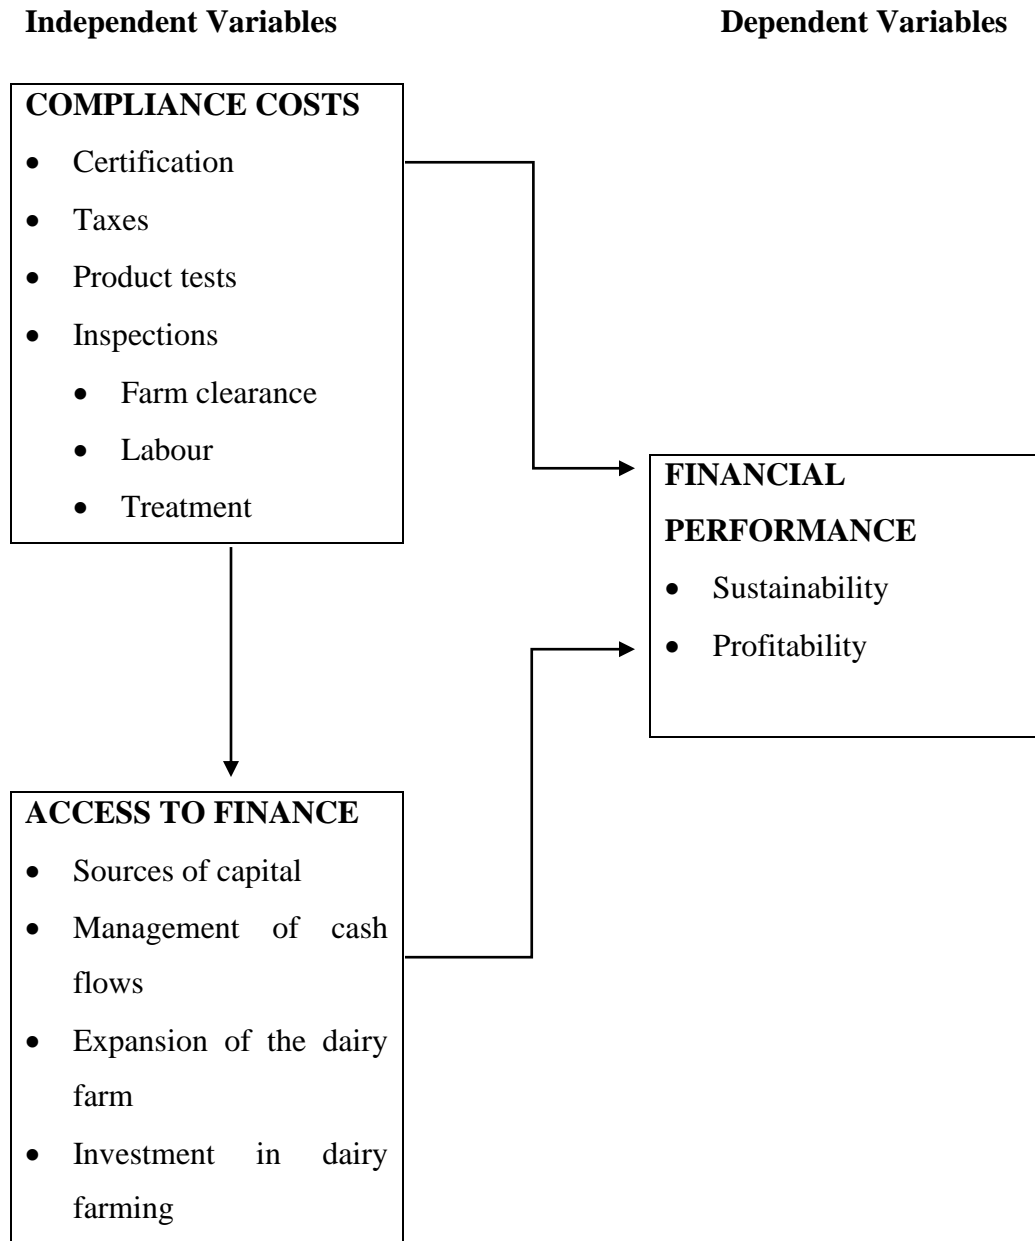 Independent Variables
Dependent Variables
COMPLIANCE COSTS
• Certification
• Taxes
• Product tests
• Inspections
• Farm clearance
• Labour
• Treatment
FINANCIAL
PERFORMANCE
• Sustainability
• Profitability
ACCESS TO FINANCE
• Sources of capital
• Management of cash
flows
• Expansion of the dairy
farm
• Investment in dairy
farming